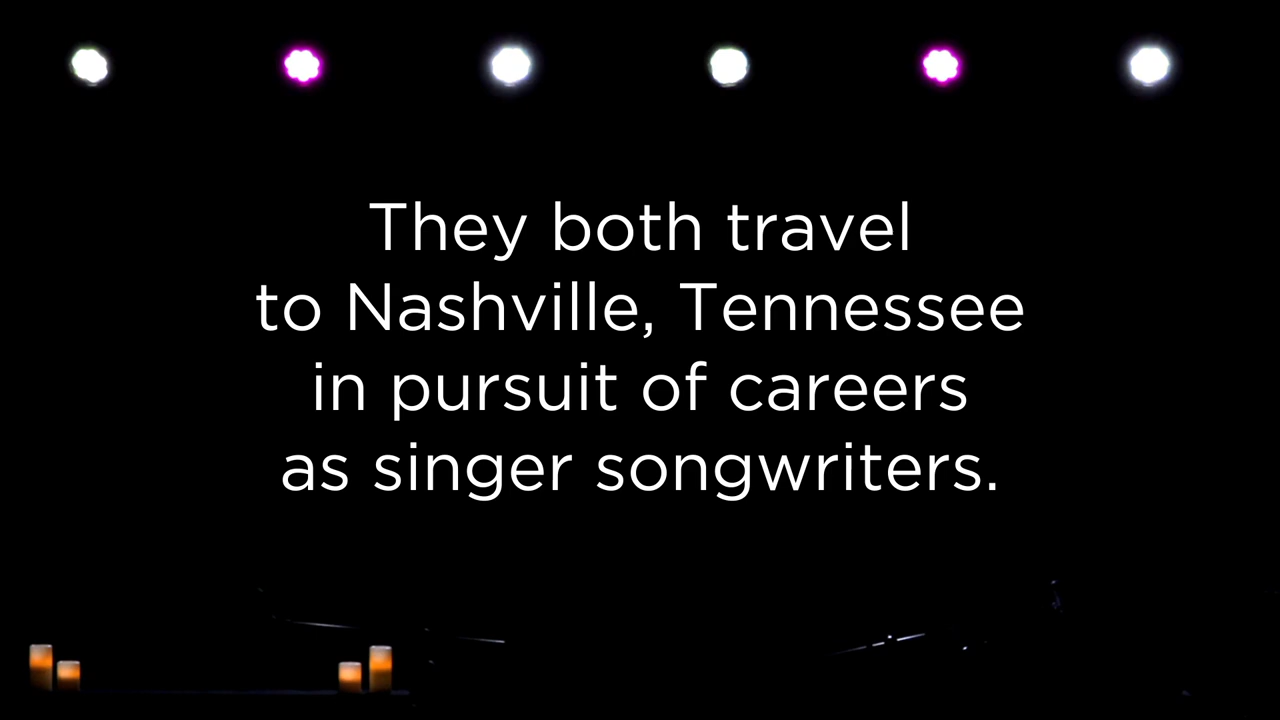 They both travel
to Nashville, Tennessee
in pursuit of careers
as singer songwriters.